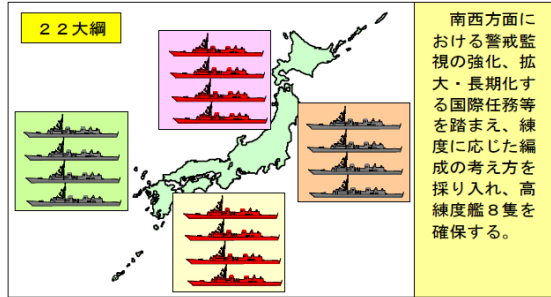 ２２大綱
南西方面に
おける警戒監
視の強化、拡
大・長期化す
る国際任務等
を踏まえ、練
度に応じた編
成の考え方を
採り入れ、高
練度艦８隻を
確保する。